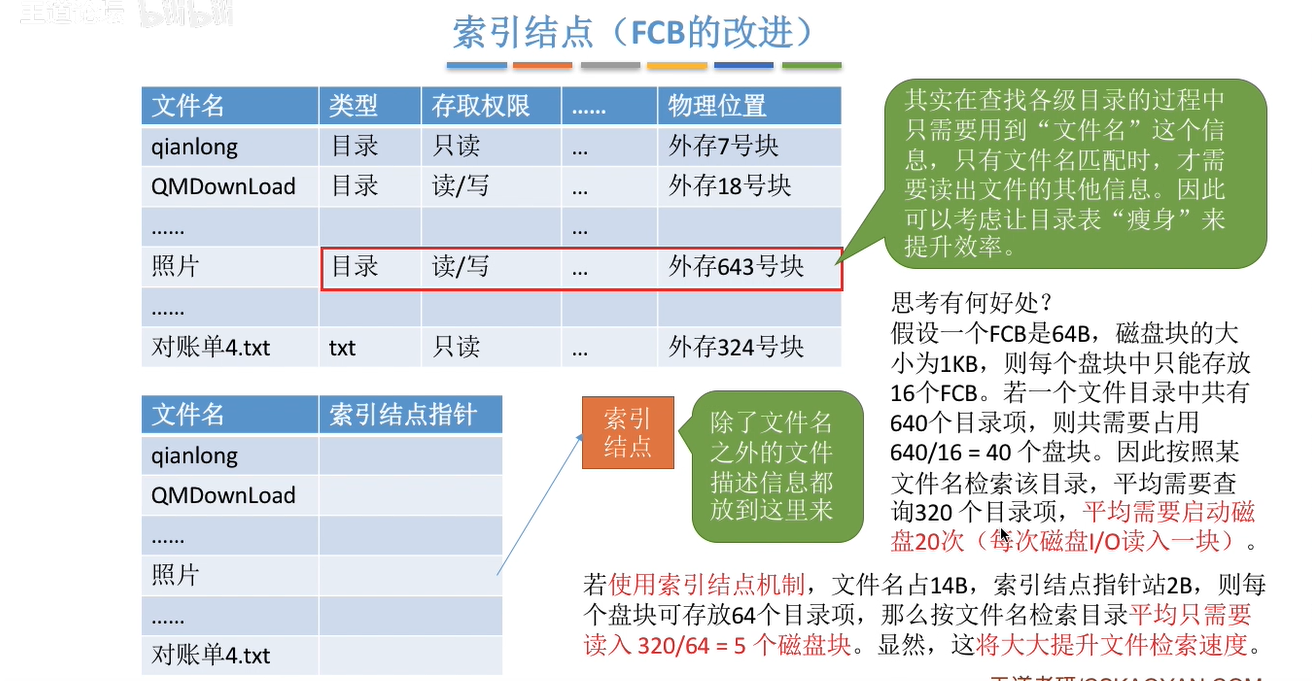 索引结点（FCB的改进）
文件名 类型 存取权限 …… 物理位置
qianlong 目录 只读 … 外存7号块
QMDownLoad 目录 读/写 … 外存18号块
…… …
照片 目录 读/写 … 外存643号块
……
对账单4.txt txt 只读 … 外存324号块
其实在查找各级目录的过程中
只需要用到“文件名”这个信
息，只有文件名匹配时，才需
要读出文件的其他信息。因此
可以考虑让目录表“瘦身”来
提升效率。
文件名 索引结点指针
qianlong
QMDownLoad
……
照片
……
对账单4.txt
索引
结点
除了文件名
之外的文件
描述信息都
放到这里来
思考有何好处？
假设一个FCB是64B，磁盘块的大
小为1KB，则每个盘块中只能存放
16个FCB。若一个文件目录中共有
640个目录项，则共需要占用
640/16 = 40 个盘块。因此按照某
文件名检索该目录，平均需要查
询320 个目录项，平均需要启动磁
盘20次（每次磁盘I/O读入一块）。
若使用索引结点机制，文件名占14B，索引结点指针站2B，则每
个盘块可存放64个目录项，那么按文件名检索目录平均只需要
读入 320/64 = 5 个磁盘块。显然，这将大大提升文件检索速度。